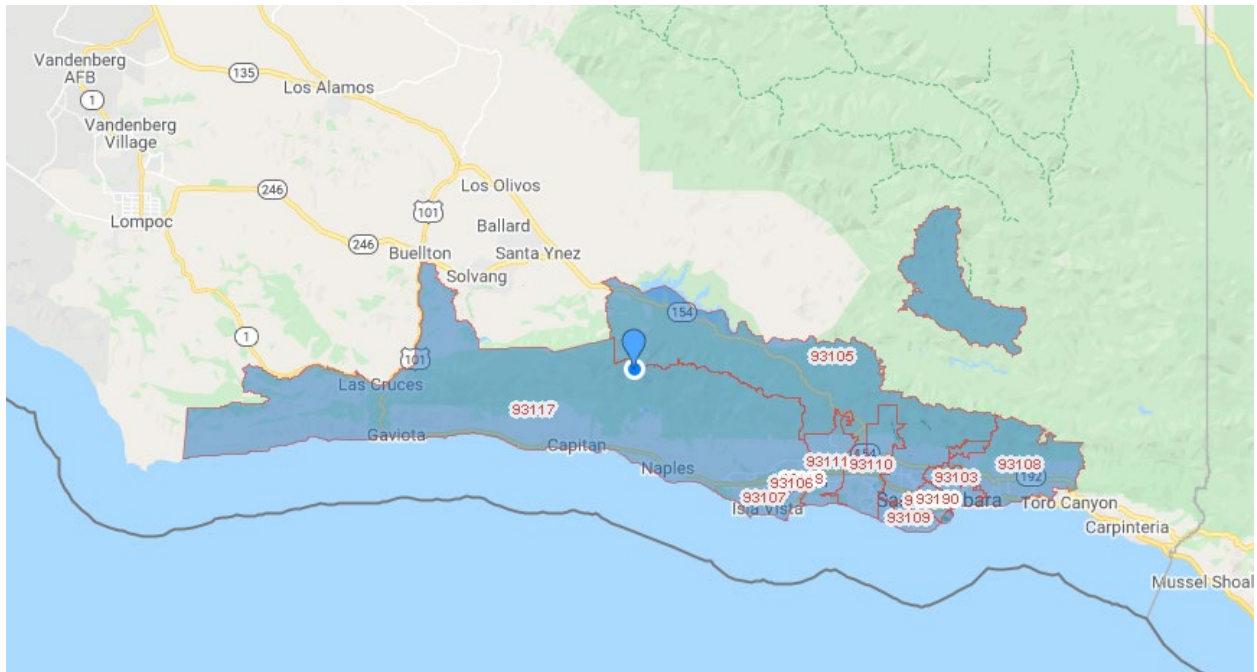 Vandenberg
AFB
135
Los Alamos
1
Vandenberg
Village
246
Los Olivos
101
Lompoc
Ballard
246
Buellton
Santa Ynez
Solvang
154
1
101
93105
Las Cruces
93117
Gaviota
Capitan
Naples
93111
154
93110
93108
93103
192
93106
93107
93190
Isla Vista
93109
Toro Canyon
Carpinteria
Mussel Shoal